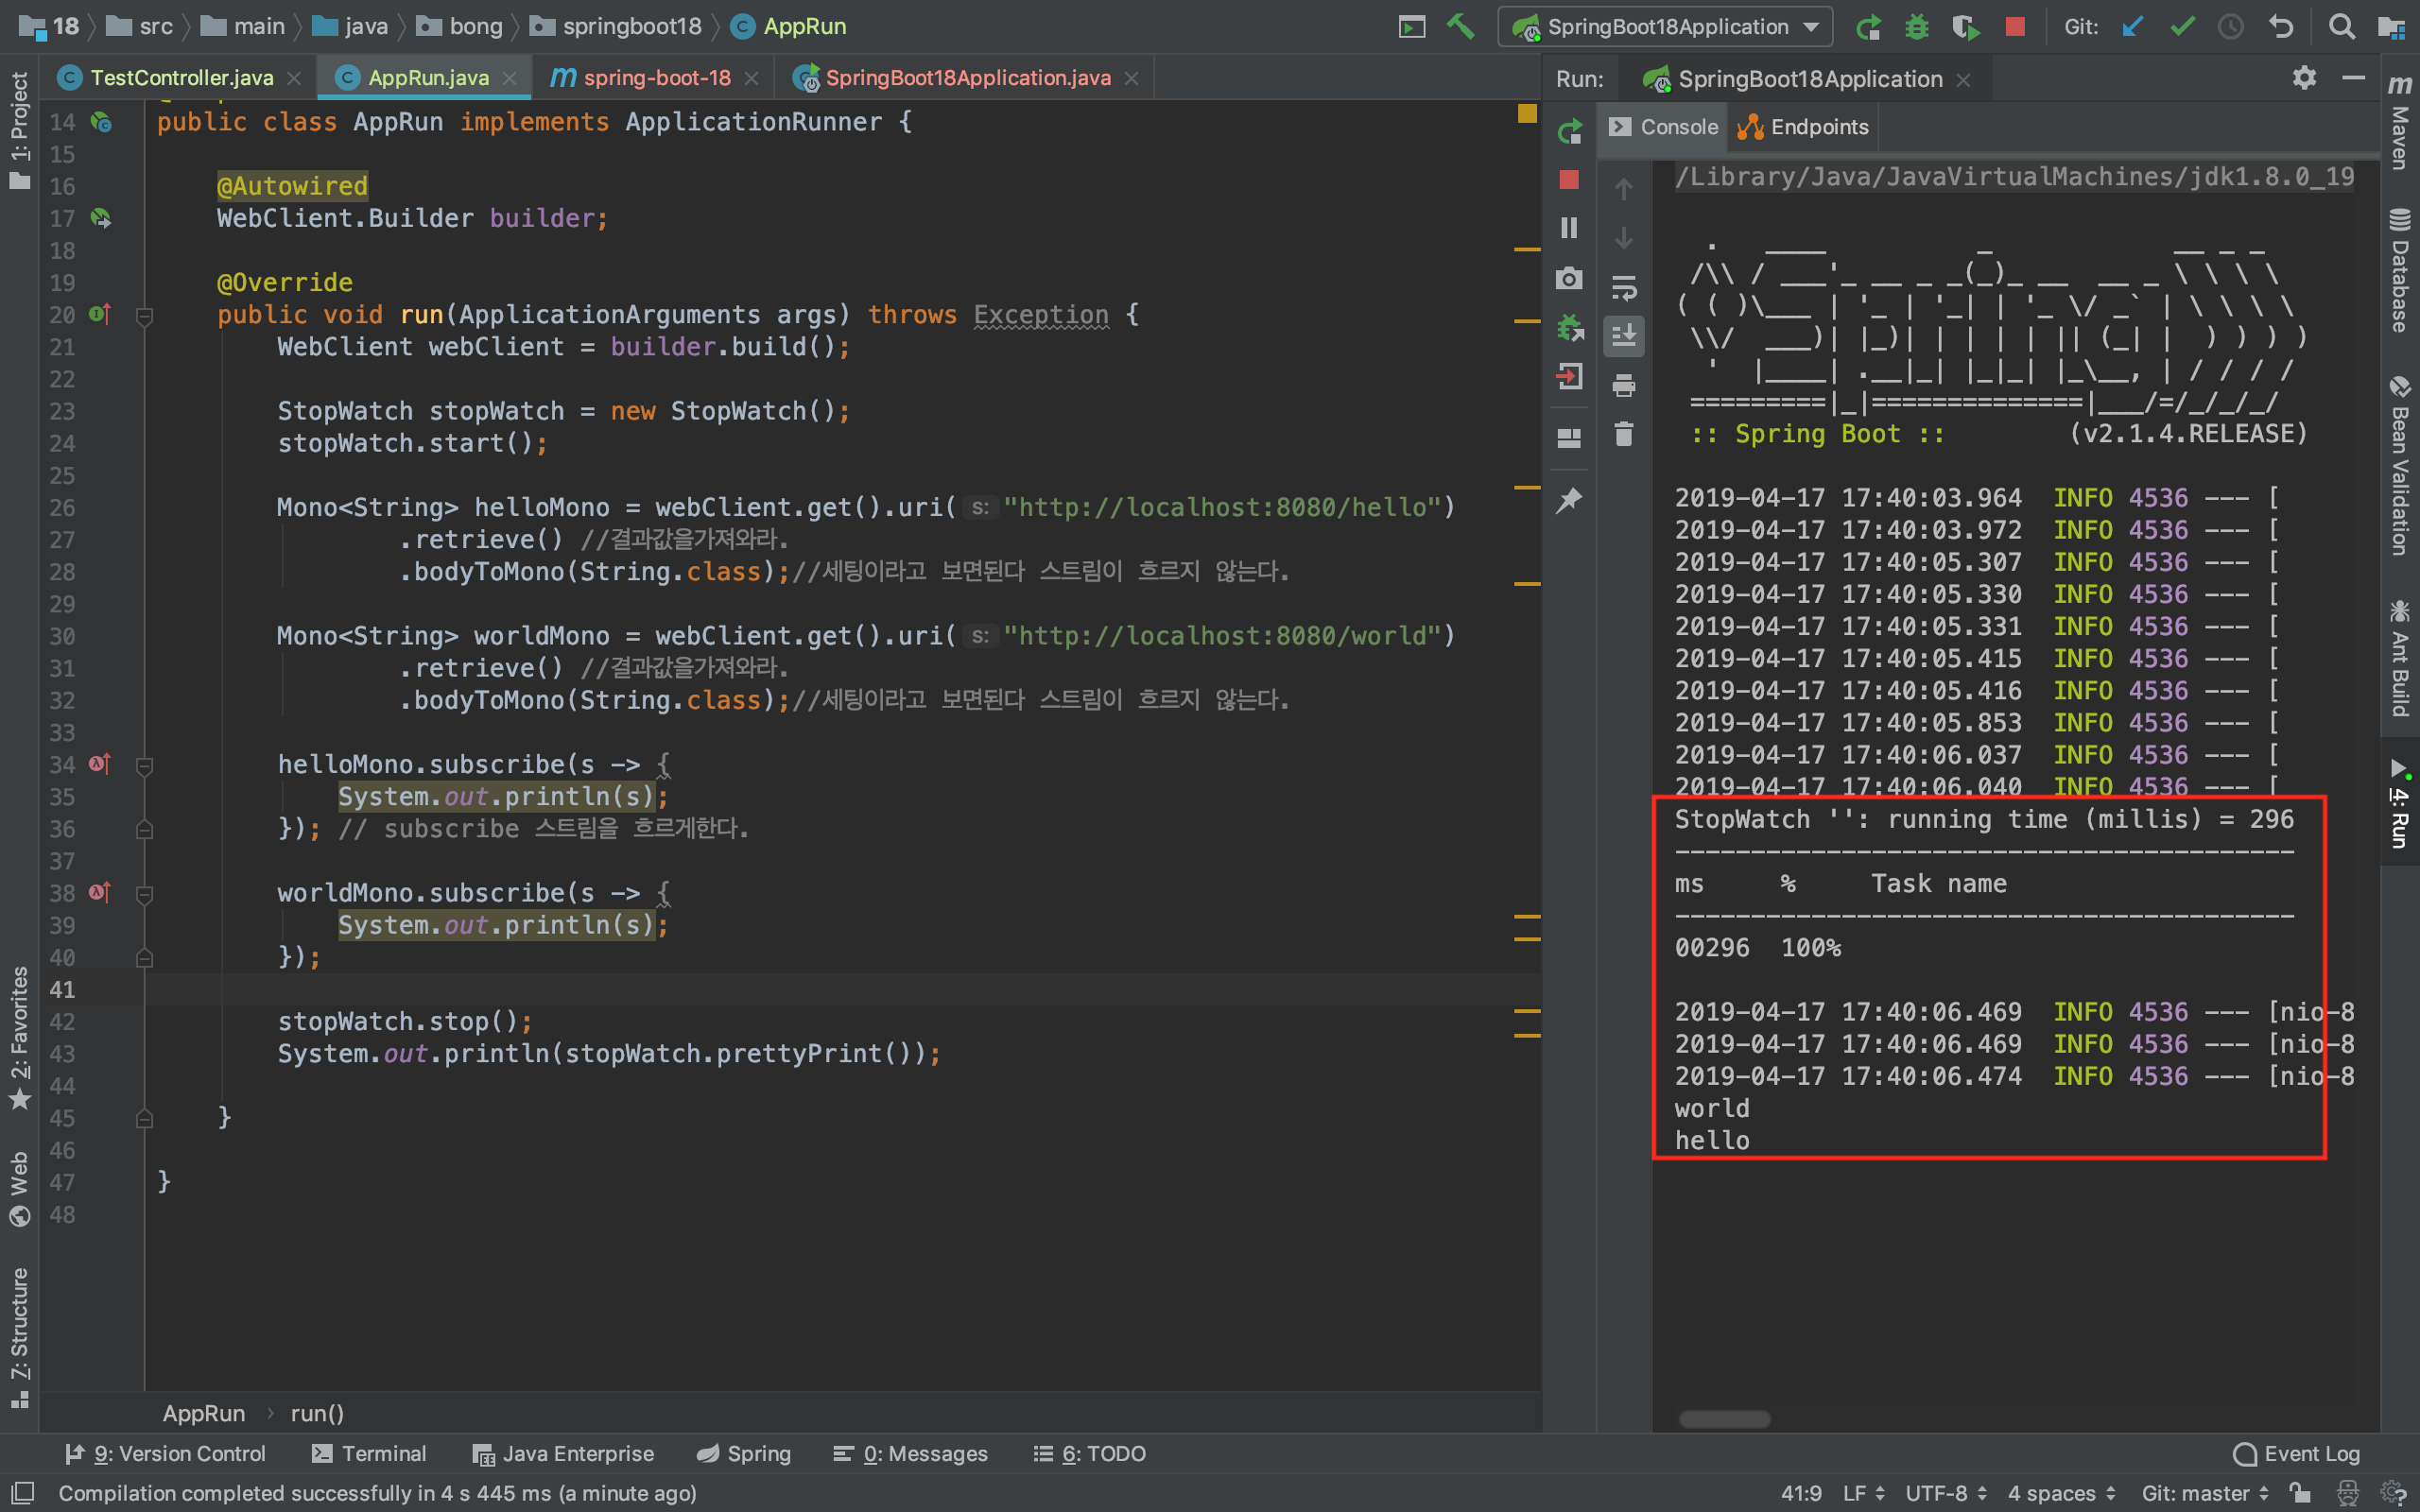 18 src main java bong springboot18 AppRun SpringBoot18Application Git:
TestController.java AppRun.java spring-boot-18 SpringBoot18Application.java Run: SpringBoot18Application
Console Endpoints
14 public class AppRun implements ApplicationRunner {
15
16 @Autowired
17 WebClient.Builder builder;
18
19 @Override
20 public void run(ApplicationArguments args) throws Exception {
21 WebClient webClient = builder.build();
22
23 StopWatch stopWatch = new StopWatch();
24 stopWatch.start();
25
26 Mono<String> helloMono = webClient.get().uri( s: "http://localhost:8080/hello")
27 .retrieve() //결과값을가져와라.
28 .bodyToMono(String.class);//세팅이라고 보면된다 스트림이 흐르지 않는다.
29
30 Mono<String> worldMono = webClient.get().uri( s: "http://localhost:8080/world")
31 .retrieve() //결과값을가져와라.
32 .bodyToMono(String.class);//세팅이라고 보면된다 스트림이 흐르지 않는다.
33
34 helloMono.subscribe(s -> {
35 System.out.println(s);
36 }); // subscribe 스트림을 흐르게한다.
37
38 worldMono.subscribe(s -> {
39 System.out.println(s);
40 });
41
42 stopWatch.stop();
43 System.out.println(stopWatch.prettyPrint());
44
45 }
46
47 }
48
AppRun › run()
/Library/Java/JavaVirtualMachines/jdk1.8.0_19
:: Spring Boot :: (v2.1.4.RELEASE)
2019-04-17 17:40:03.964 INFO 4536 --- [
2019-04-17 17:40:03.972 INFO 4536 --- [
2019-04-17 17:40:05.307 INFO 4536 --- [
2019-04-17 17:40:05.330 INFO 4536 --- [
2019-04-17 17:40:05.331 INFO 4536 --- [
2019-04-17 17:40:05.415 INFO 4536 --- [
2019-04-17 17:40:05.416 INFO 4536 --- [
2019-04-17 17:40:05.853 INFO 4536 --- [
2019-04-17 17:40:06.037 INFO 4536 --- [
2019-04-17 17:40:06.040 INFO 4536 --- [
StopWatch '': running time (millis) = 296
-----------------------------------------
ms % Task name
-----------------------------------------
00296 100%
2019-04-17 17:40:06.469 INFO 4536 --- [nio-8
2019-04-17 17:40:06.469 INFO 4536 --- [nio-8
2019-04-17 17:40:06.474 INFO 4536 --- [nio-8
world
hello
1: Project
2: Favorites
Web
7: Structure
Maven
Database
Bean Validation
Ant Build
4: Run
9: Version Control Terminal Java Enterprise Spring 0: Messages 6: TODO Event Log
Compilation completed successfully in 4 s 445 ms (a minute ago) 41:9 LF UTF-8 4 spaces Git: master